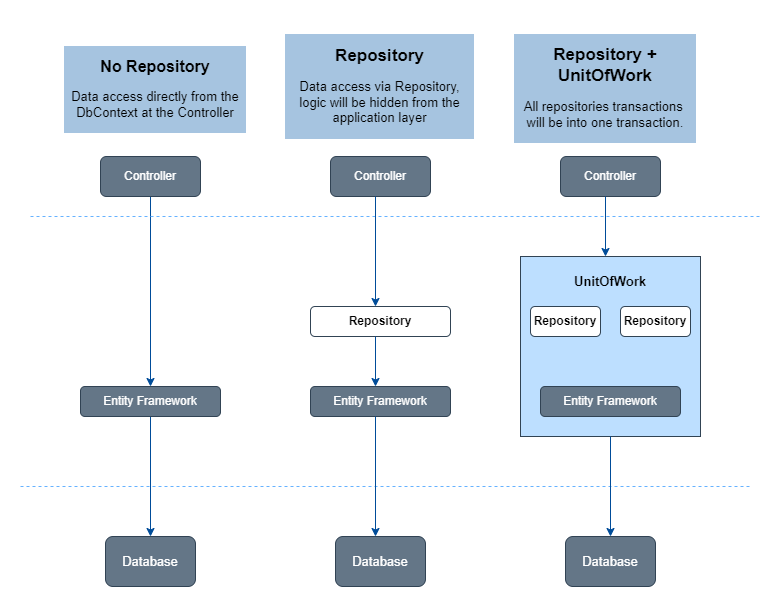 No Repository
Data access directly from the
DbContext at the Controller
Repository
Data access via Repository,
logic will be hidden from the
application layer
Repository +
UnitOfWork
All repositories transactions
will be into one transaction.
Controller
Controller
Controller
UnitOfWork
Repository
Repository
Repository
Entity Framework
Entity Framework
Entity Framework
Database
Database
Database